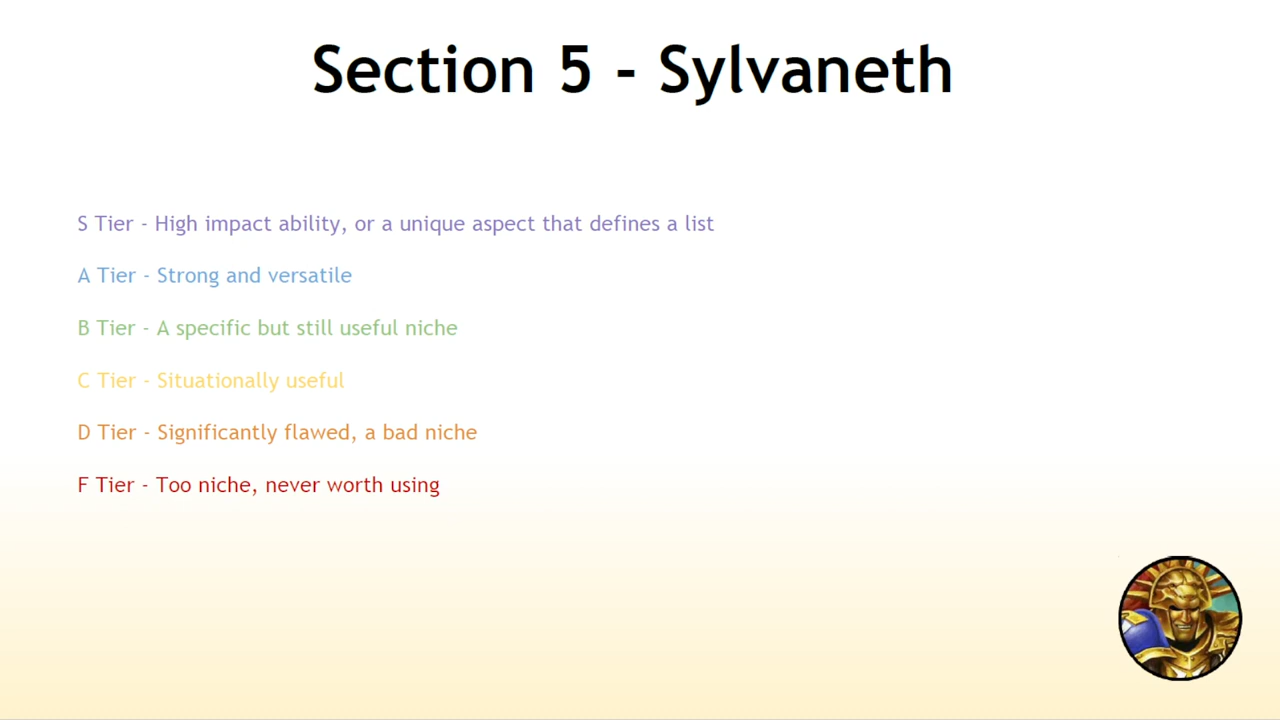 Section 5 - Sylvaneth
S Tier - High impact ability, or a unique aspect that defines a list
A Tier - Strong and versatile
B Tier - A specific but still useful niche
C Tier - Situationally useful
D Tier - Significantly flawed, a bad niche
F Tier - Too niche, never worth using